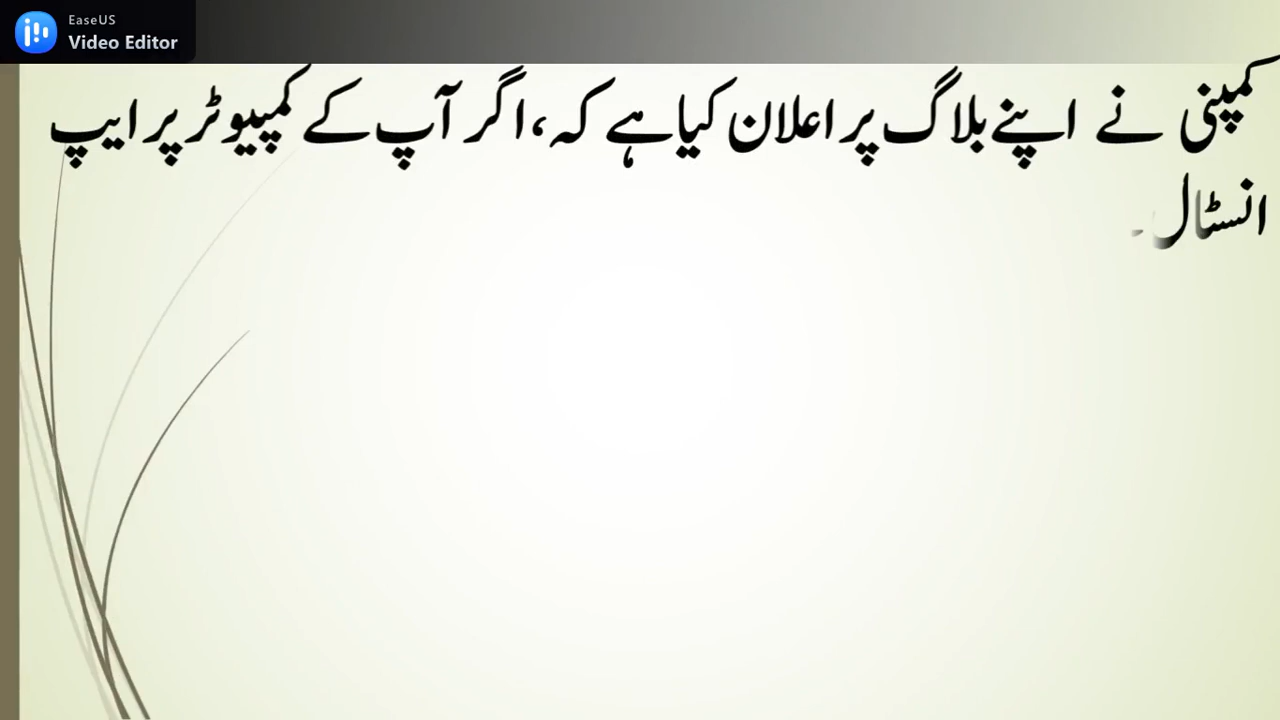 EaseUS
Video Editor
کمپنی نے اپنے بلاگ پر اعلان کیا ہے کہ، اگر آپ کے کمپیوٹر پر ایپ
انسٹال۔